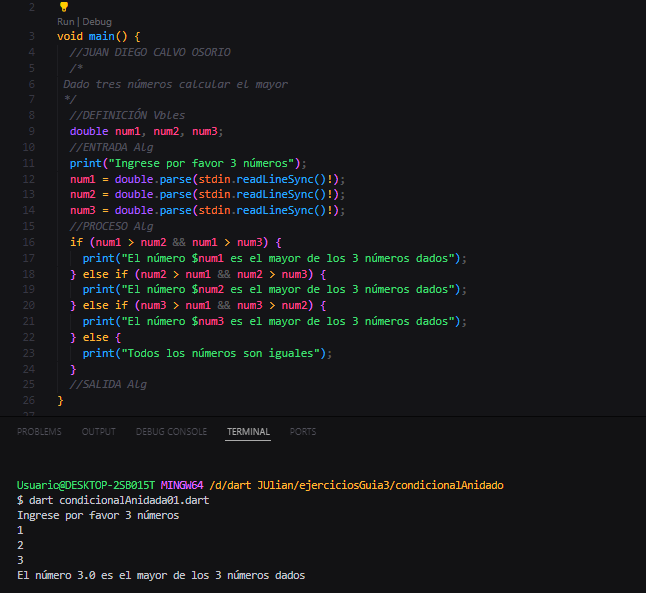 2
Run | Debug
3 void main() {
4 //JUAN DIEGO CALVO OSORIO
5 /*
6 Dado tres números calcular el mayor
7 */
8 //DEFINICIÓN Vbles
9 double num1, num2, num3;
10 //ENTRADA Alg
11 print("Ingrese por favor 3 números");
12 num1 = double.parse(stdin.readLineSync()!);
13 num2 = double.parse(stdin.readLineSync()!);
14 num3 = double.parse(stdin.readLineSync()!);
15 //PROCESO Alg
16 if (num1 > num2 && num1 > num3) {
17 print("El número $num1 es el mayor de los 3 números dados");
18 } else if (num2 > num1 && num2 > num3) {
19 print("El número $num2 es el mayor de los 3 números dados");
20 } else if (num3 > num1 && num3 > num2) {
21 print("El número $num3 es el mayor de los 3 números dados");
22 } else {
23 print("Todos los números son iguales");
24 }
25 //SALIDA Alg
26 }
27
PROBLEMS OUTPUT DEBUG CONSOLE TERMINAL PORTS
Usuario@DESKTOP-2SB015T MINGW64 /d/dart JUlian/ejerciciosGuia3/condicionalAnidado
$ dart condicionalAnidada01.dart
Ingrese por favor 3 números
1
2
3
El número 3.0 es el mayor de los 3 números dados